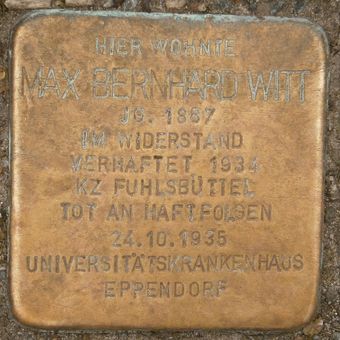 HIER WOHNTE
MAX BERNHARD WITT
JG. 1887
IM WIDERSTAND
VERHAFTET 1934
KZ FUHLSBÜTTEL
TOT AN HAFTFOLGEN
24.10.1935
UNIVERSITÄTSKRANKENHAUS
EPPENDORF